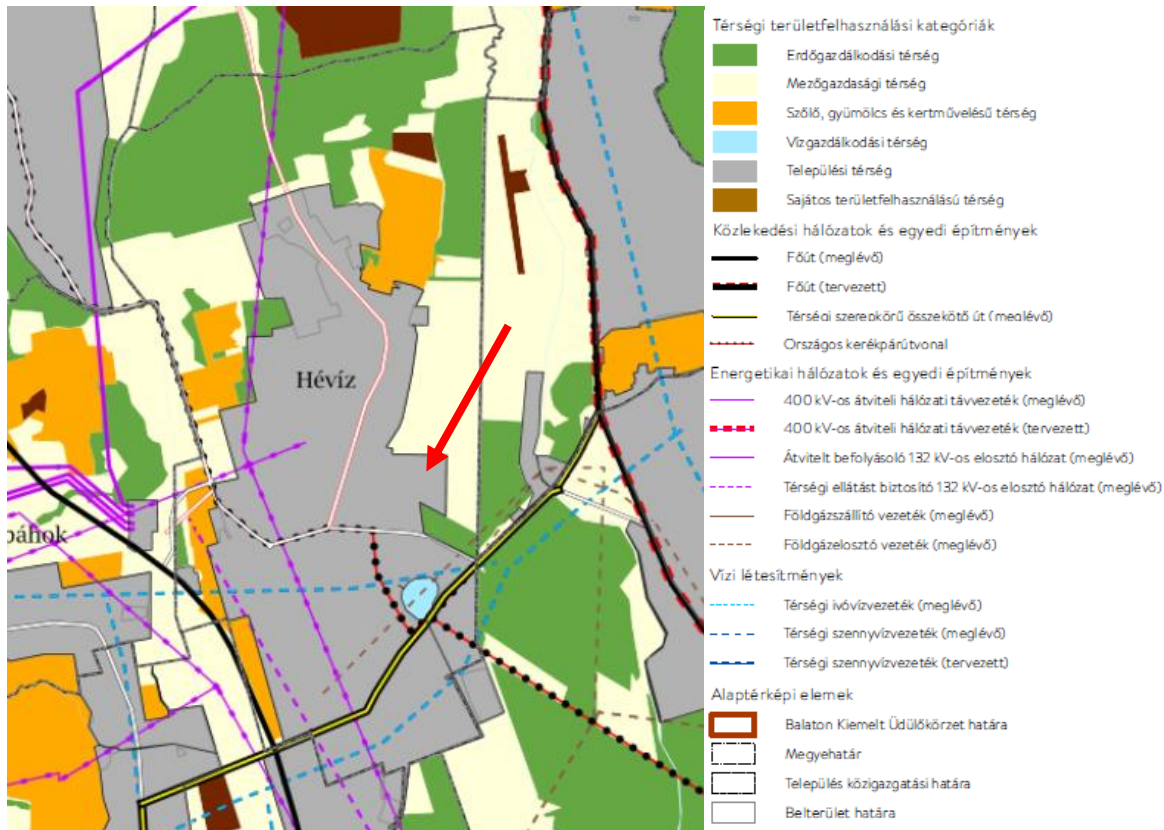 Hévíz
páhok
Térségi területfelhasználási kategóriák
Erdőgazdálkodási térség
Mezőgazdasági térség
Szőlő, gyümölcs és kertművelésű térség
Vízgazdálkodási térség
Települési térség
Sajátos területfelhasználású térség
Közlekedési hálózatok és egyedi építmények
Főút (meglévő)
Főút (tervezett)
Térségi szerepkörű összekötő út (meglévő)
Országos kerékpárútvonal
Energetikai hálózatok és egyedi építmények
400 kV-os átviteli hálózati távvezeték (meglévő)
400 kV-os átviteli hálózati távvezeték (tervezett)
Átvitelt befolyásoló 132 kV-os elosztó hálózat (meglévő)
Térségi ellátást biztosító 132 kV-os elosztó hálózat (meglévő)
Földgázszállító vezeték (meglévő)
Földgázelosztó vezeték (meglévő)
Vízi létesítmények
Térségi ivóvízvezeték (meglévő)
Térségi szennyvízvezeték (meglévő)
Térségi szennyvízvezeték (tervezett)
Alaptérképi elemek
Balaton Kiemelt Üdülőkörzet határa
Megyehatár
Település közigazgatási határa
Belterület határa